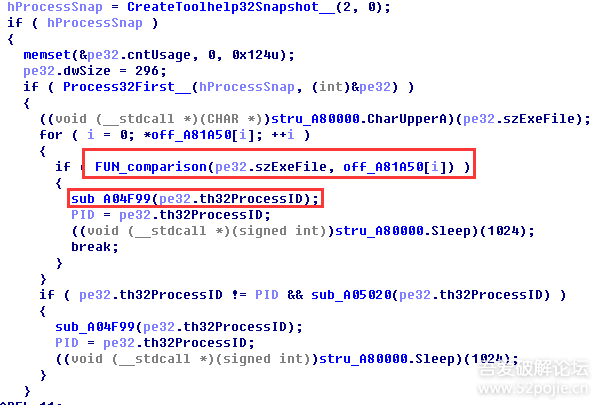 hProcessSnap = CreateToolhelp32Snapshot__(2, 0);
if ( hProcessSnap )
{
memset(&pe32.cntUsage, 0, 0x124u);
pe32.dwSize = 296;
if ( Process32First__(hProcessSnap, (int)&pe32) )
{
((void (__stdcall *)(CHAR *))stru_A80000.CharUpperA)(pe32.szExeFile);
for ( i = 0; *off_A81A50[i]; ++i )
{
if ( FUN_comparison(pe32.szExeFile, off_A81A50[i]) )
{
sub_A04F99(pe32.th32ProcessID);
PID = pe32.th32ProcessID;
((void (__stdcall *)(signed int))stru_A80000.Sleep)(1024);
break;
}
}
if ( pe32.th32ProcessID != PID && sub_A05020(pe32.th32ProcessID) )
{
sub_A04F99(pe32.th32ProcessID);
PID = pe32.th32ProcessID;
((void (__stdcall *)(signed int))stru_A80000.Sleep)(1024);
}
}
吾爱破解论坛
www.52pojie.cn